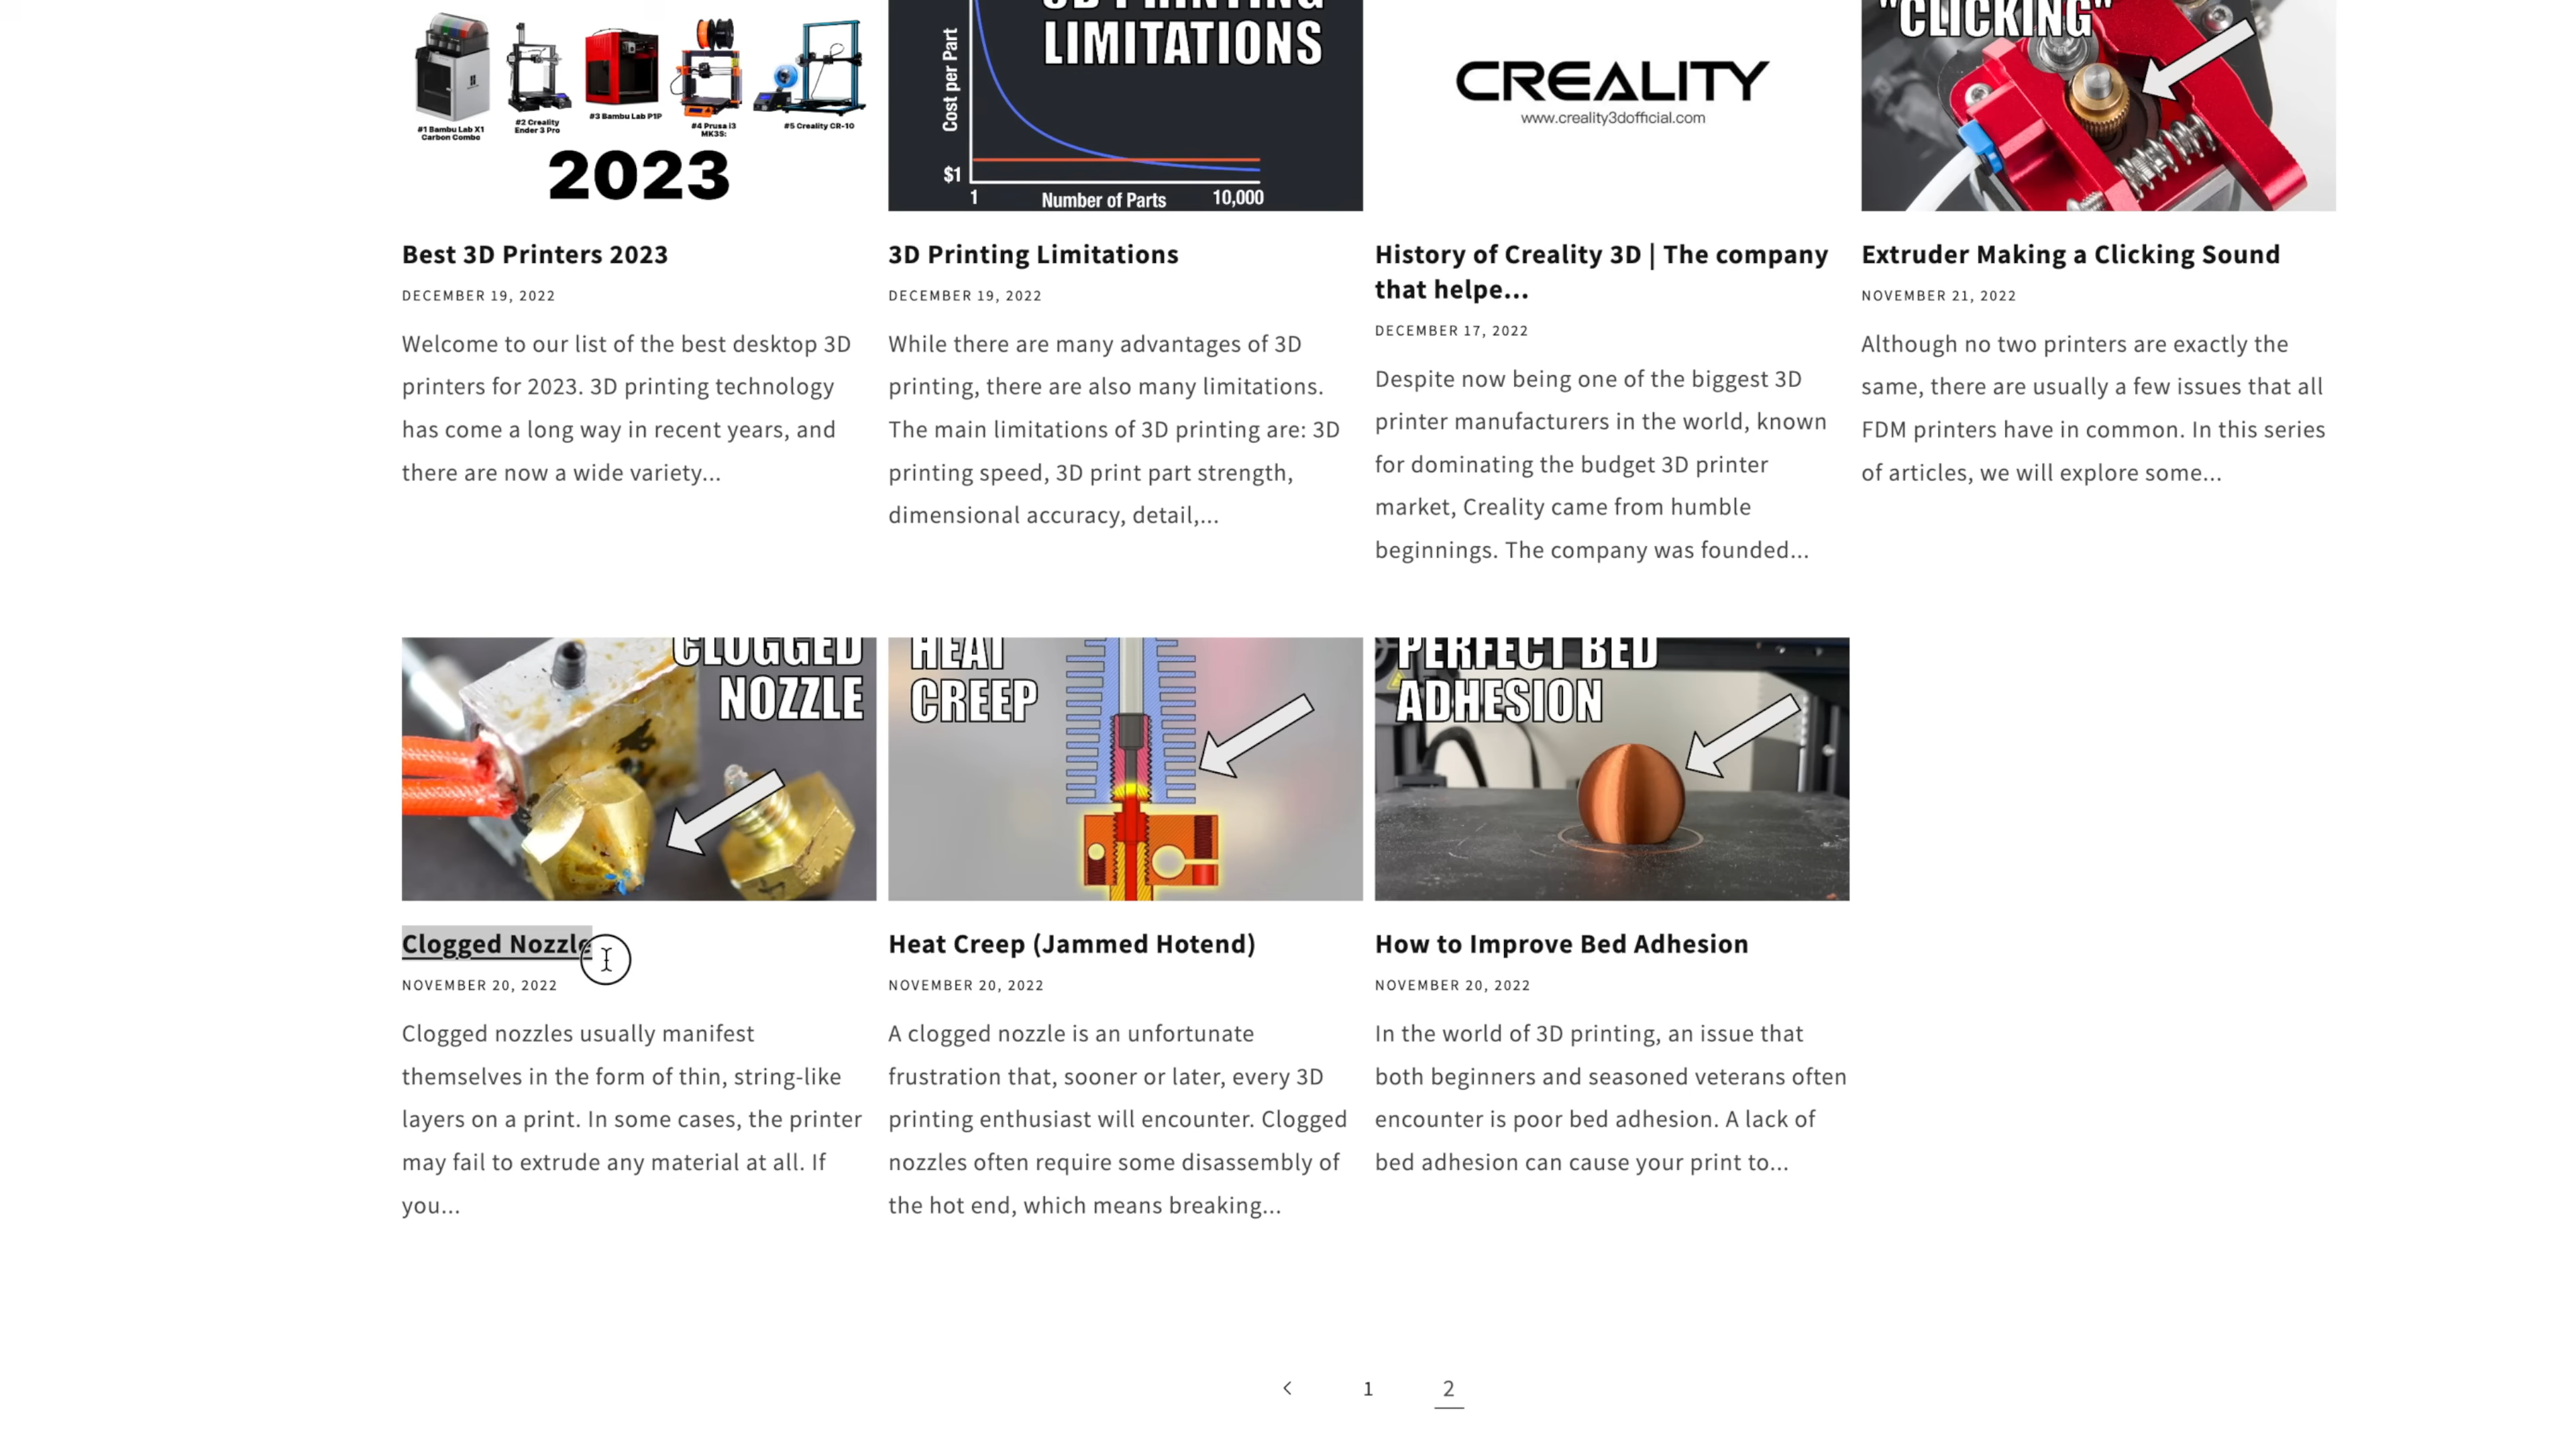 #1 Bambu Lab X1
Carbon Combo
#2 Creality
Ender 3 Pro
#3 Bambu Lab P1P
#4 Prusa i3
MK3S:
#5 Creality CR-10
2023
3D PRINTING
LIMITATIONS
Cost per Part
$1
1
Number of Parts
10,000
CREALITY
www.creality3dofficial.com
"CLICKING"
Best 3D Printers 2023
DECEMBER 19, 2022
Welcome to our list of the best desktop 3D
printers for 2023. 3D printing technology
has come a long way in recent years, and
there are now a wide variety...
3D Printing Limitations
DECEMBER 19, 2022
While there are many advantages of 3D
printing, there are also many limitations.
The main limitations of 3D printing are: 3D
printing speed, 3D print part strength,
dimensional accuracy, detail,...
History of Creality 3D | The company
that helpe...
DECEMBER 17, 2022
Despite now being one of the biggest 3D
printer manufacturers in the world, known
for dominating the budget 3D printer
market, Creality came from humble
beginnings. The company was founded...
Extruder Making a Clicking Sound
NOVEMBER 21, 2022
Although no two printers are exactly the
same, there are usually a few issues that all
FDM printers have in common. In this series
of articles, we will explore some...
CLOGGED
NOZZLE
HEAT
CREEP
PERFECT BED
ADHESION
Clogged Nozzle
NOVEMBER 20, 2022
Clogged nozzles usually manifest
themselves in the form of thin, string-like
layers on a print. In some cases, the printer
may fail to extrude any material at all. If
you...
Heat Creep (Jammed Hotend)
NOVEMBER 20, 2022
A clogged nozzle is an unfortunate
frustration that, sooner or later, every 3D
printing enthusiast will encounter. Clogged
nozzles often require some disassembly of
the hot end, which means breaking...
How to Improve Bed Adhesion
NOVEMBER 20, 2022
In the world of 3D printing, an issue that
both beginners and seasoned veterans often
encounter is poor bed adhesion. A lack of
bed adhesion can cause your print to...
1
2